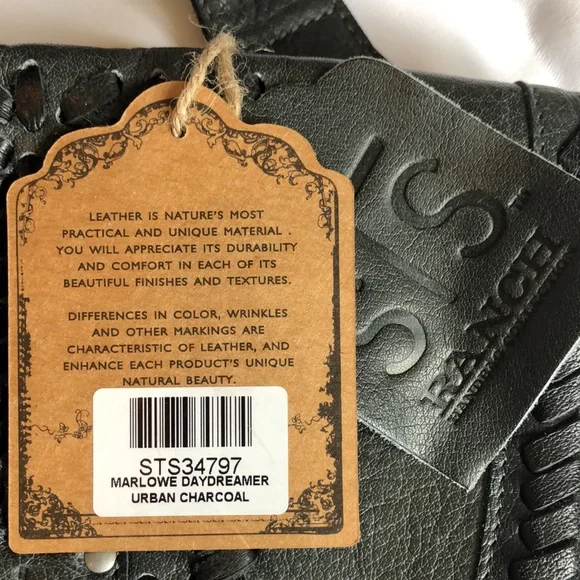 LEATHER IS NATURE'S MOST
PRACTICAL AND UNIQUE MATERIAL .
YOU WILL APPRECIATE ITS DURABILITY
AND COMFORT IN EACH OF ITS
BEAUTIFUL FINISHES AND TEXTURES.
DIFFERENCES IN COLOR, WRINKLES
AND OTHER MARKINGS ARE
CHARACTERISTIC OF LEATHER, AND
ENHANCE EACH PRODUCT'S UNIQUE
NATURAL BEAUTY.
STS34797
MARLOWE DAYDREAMER
URBAN CHARCOAL
S/S
RANCH